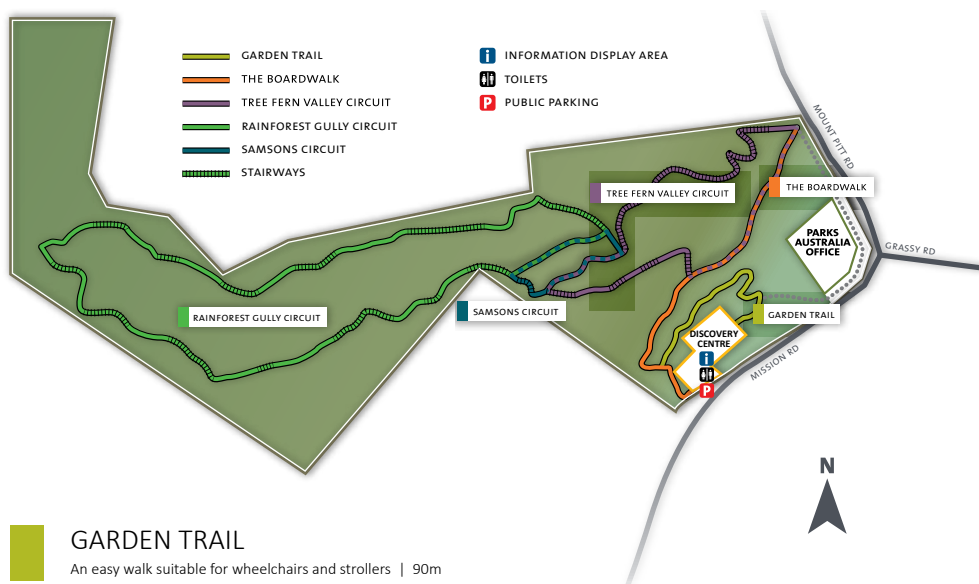 GARDEN TRAIL
THE BOARDWALK
TREE FERN VALLEY CIRCUIT
RAINFOREST GULLY CIRCUIT
SAMSONS CIRCUIT
STAIRWAYS
i INFORMATION DISPLAY AREA
TOILETS
P PUBLIC PARKING
MOUNT PITT RD
TREE FERN VALLEY CIRCUIT
THE BOARDWALK
PARKS
AUSTRALIA
OFFICE
GRASSY RD
RAINFOREST GULLY CIRCUIT
SAMSONS CIRCUIT
GARDEN TRAIL
DISCOVERY
CENTRE
i
P
MISSION RD
N
GARDEN TRAIL
An easy walk suitable for wheelchairs and strollers | 90m